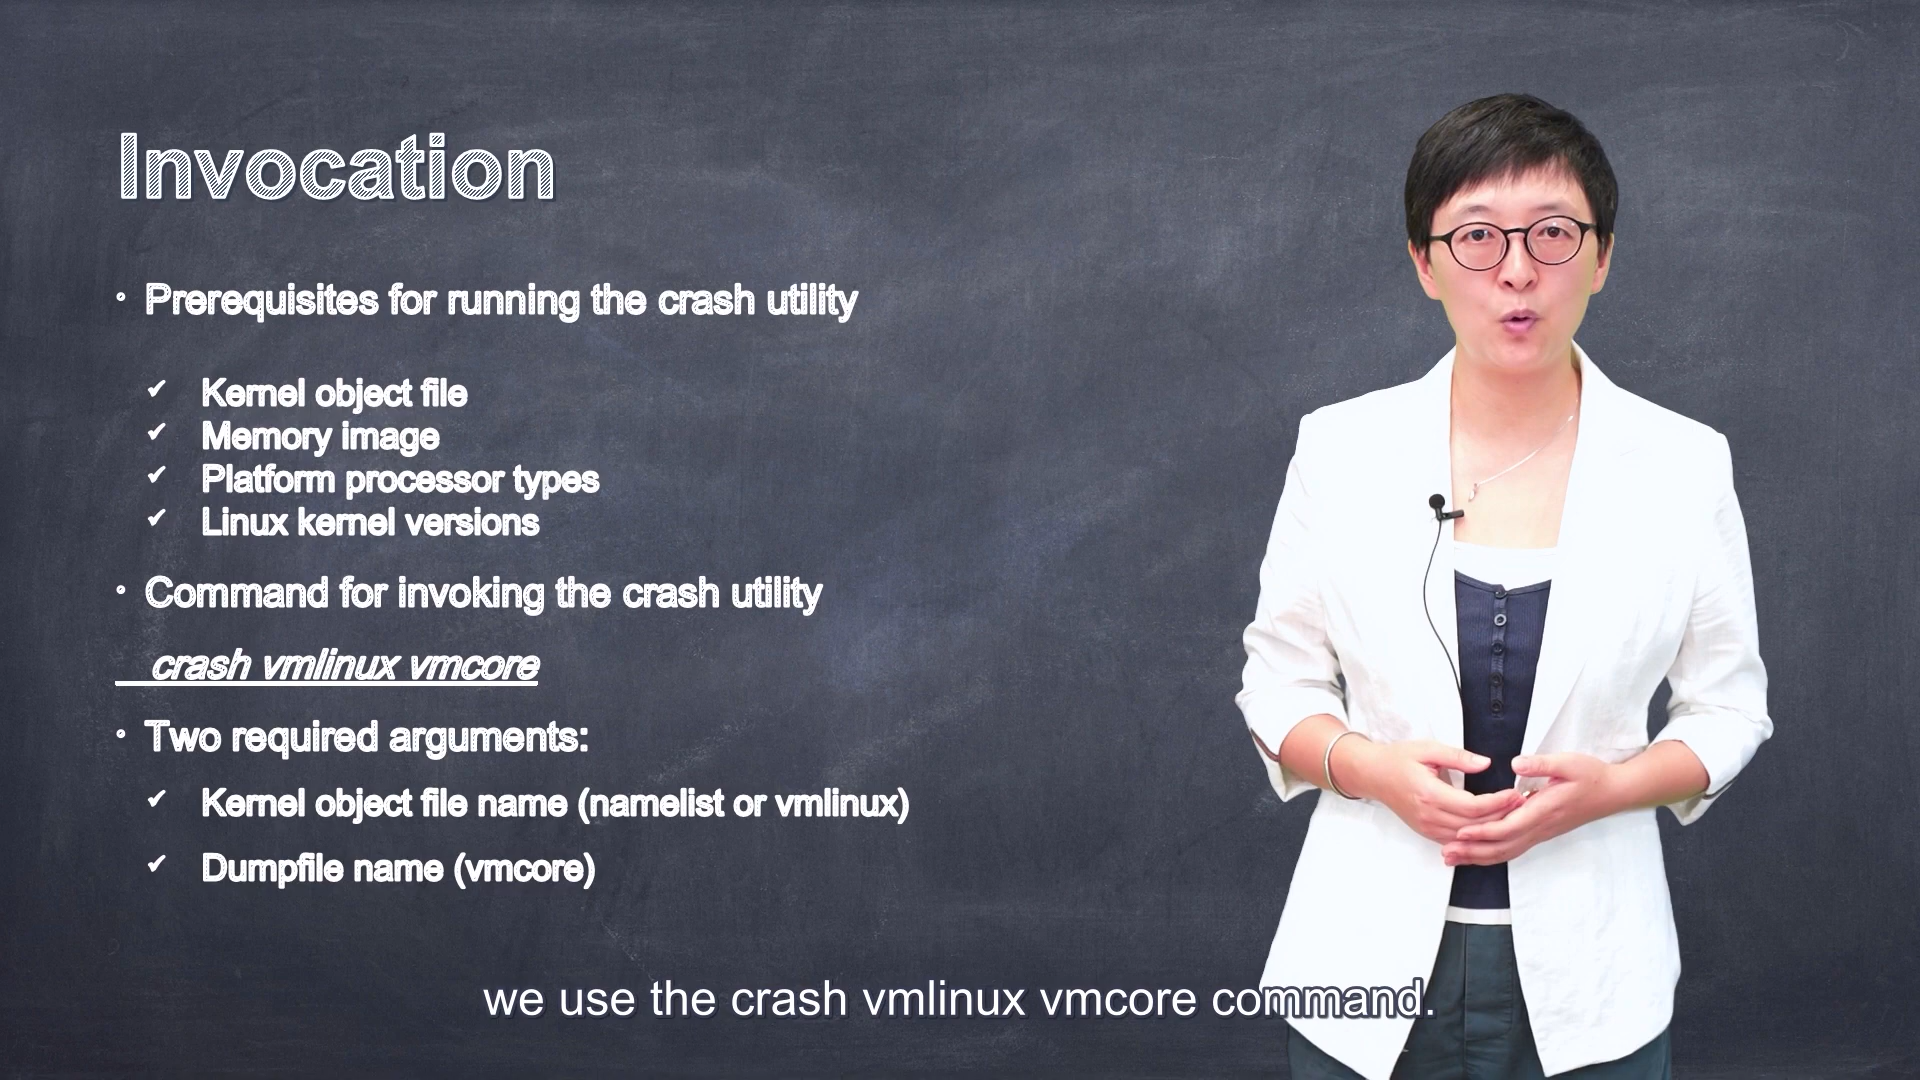 Invocation
• Prerequisites for running the crash utility
✓ Kernel object file
✓ Memory image
✓ Platform processor types
✓ Linux kernel versions
• Command for invoking the crash utility
crash vmlinux vmcore
• Two required arguments:
✓ Kernel object file name (namelist or vmlinux)
✓ Dumpfile name (vmcore)
we use the crash vmlinux vmcore command.